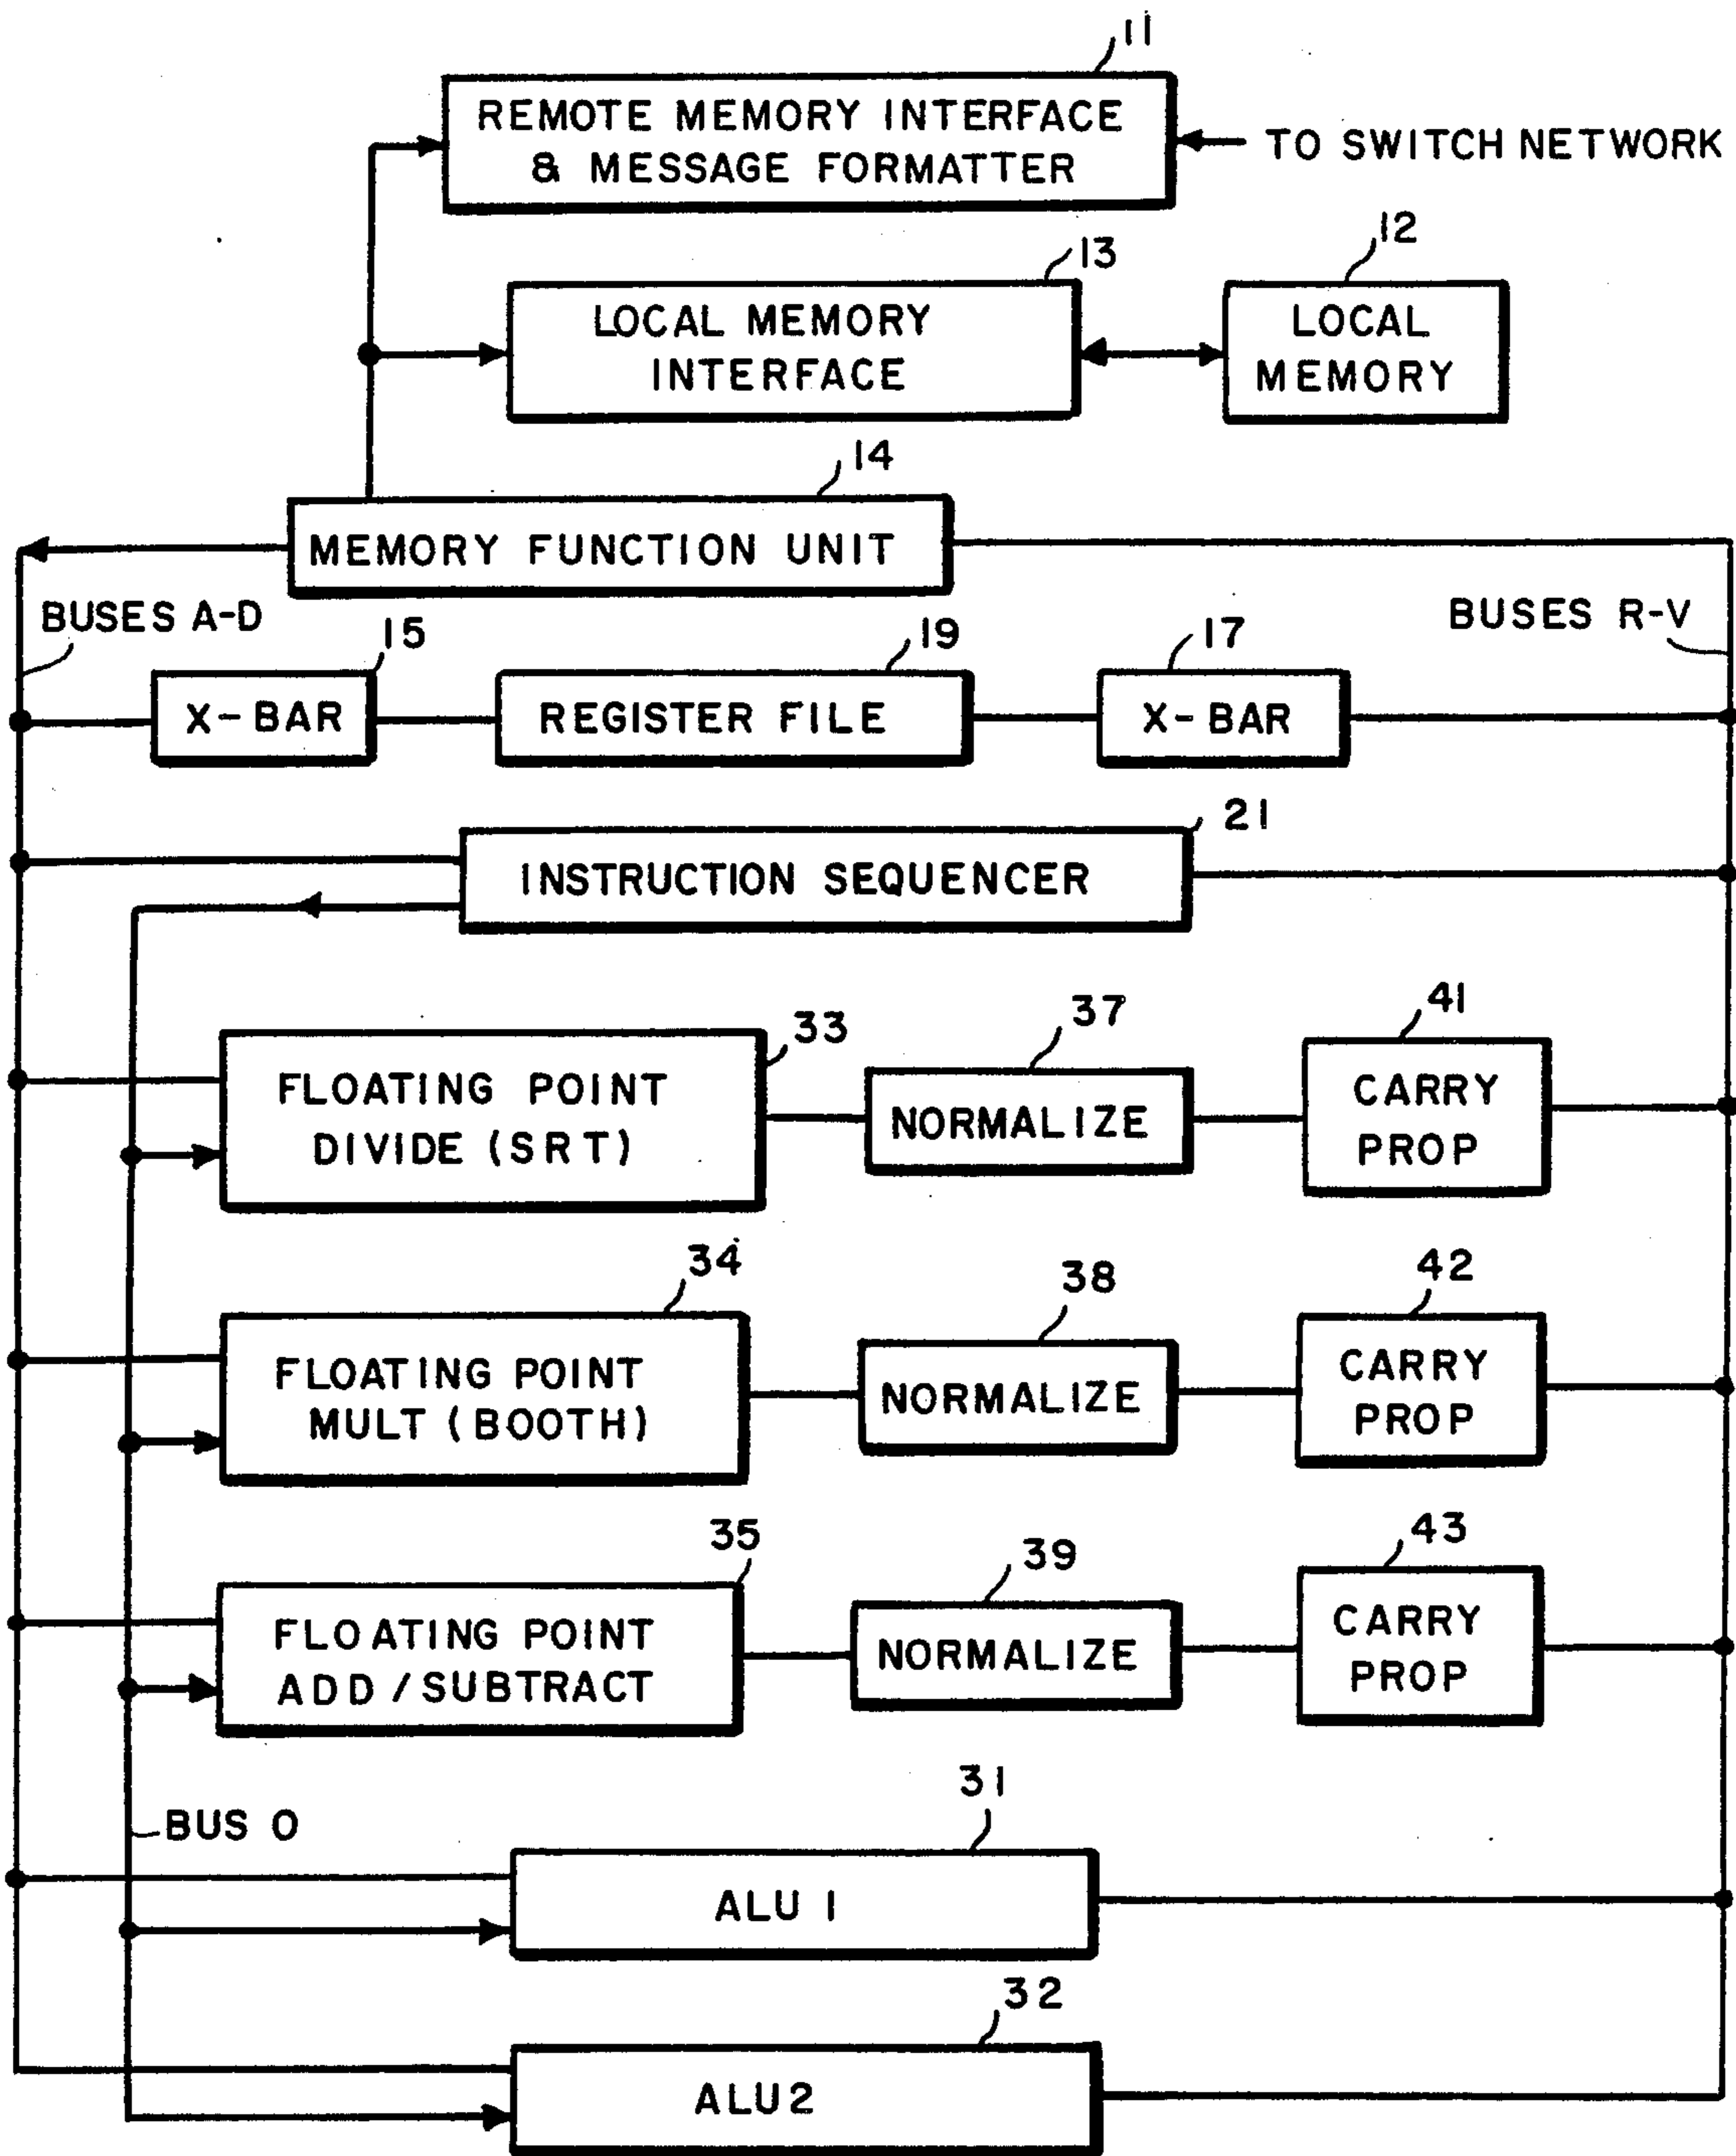 11
REMOTE MEMORY INTERFACE
& MESSAGE FORMATTER
TO SWITCH NETWORK
13
12
LOCAL MEMORY
INTERFACE
LOCAL
MEMORY
14
MEMORY FUNCTION UNIT
BUSES A-D
BUSES R-V
15
19
17
X-BAR
REGISTER FILE
X-BAR
21
INSTRUCTION SEQUENCER
33
37
41
FLOATING POINT
DIVIDE (SRT)
NORMALIZE
CARRY
PROP
34
38
42
FLOATING POINT
MULT (BOOTH)
NORMALIZE
CARRY
PROP
35
39
43
FLOATING POINT
ADD/SUBTRACT
NORMALIZE
CARRY
PROP
31
BUS O
ALU 1
32
ALU2